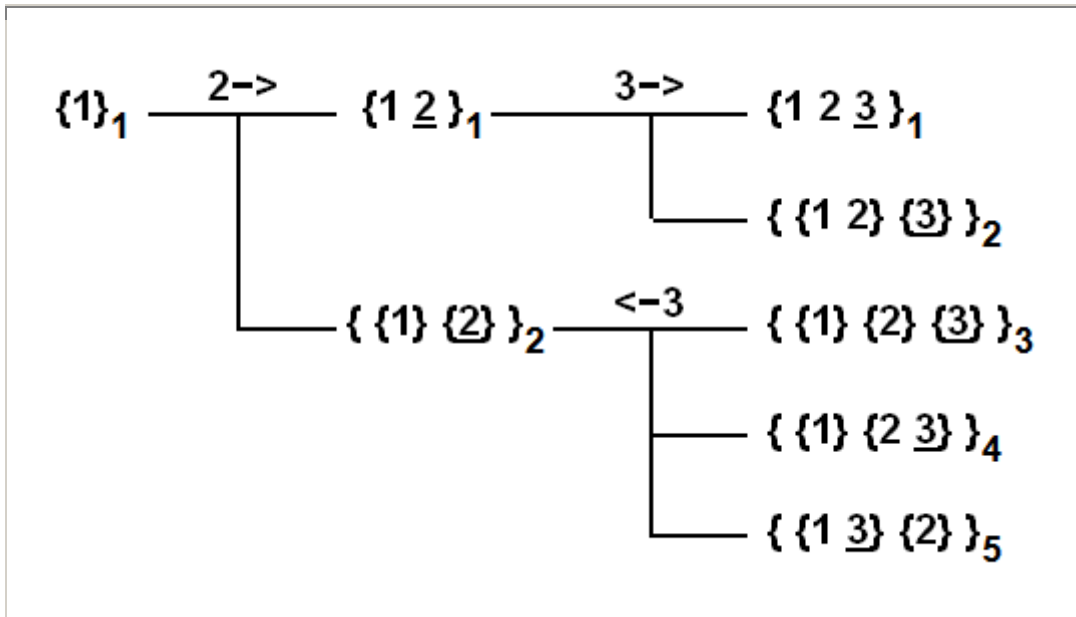 {1}1 2–> {1 2 }1 3–> {1 2 3 }1
{ {1 2} {3} }2
{ {1} {2} }2 <–3 { {1} {2} {3} }3
{ {1} {2 3} }4
{ {1 3} {2} }5